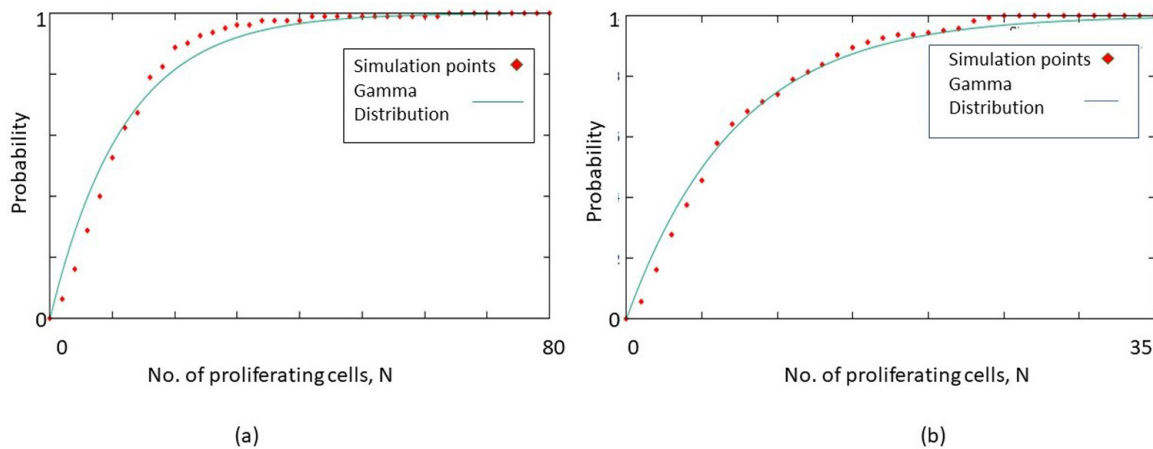 1
Probability
Simulation points
Gamma
Distribution
0
0
80
No. of proliferating cells, N
(a)
1
Probability
Simulation points
Gamma
Distribution
2
0
0
35
No. of proliferating cells, N
(b)